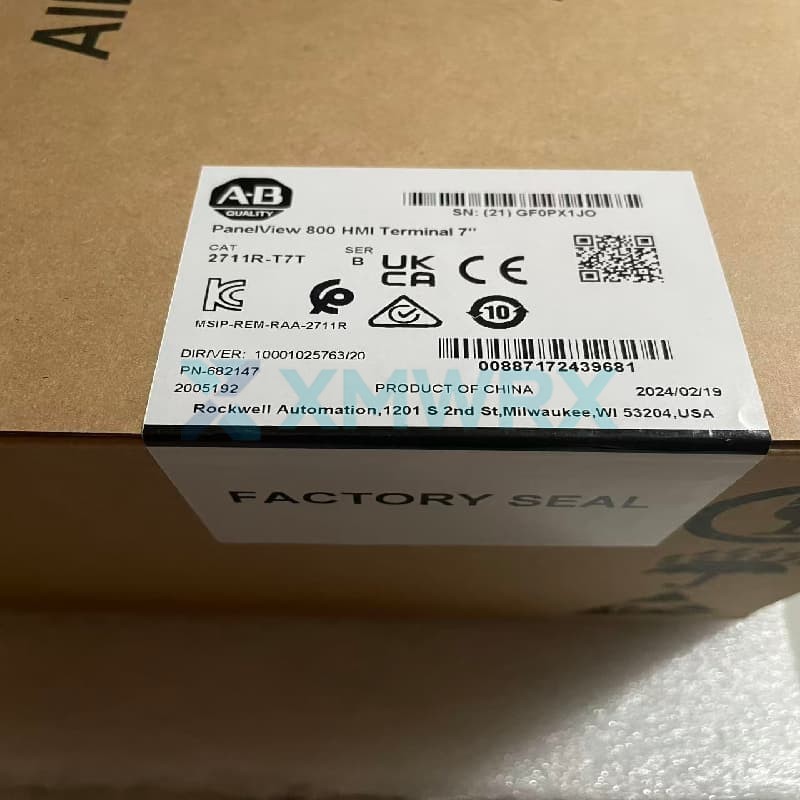 All
A-B
QUALITY
SN: (21) GF0PX1JO
PanelView 800 HMI Terminal 7"
CAT
2711R-T7T
SER
B
UK
CA
CE
10
MSIP-REM-RAA-2711R
DIR/VER: 10001025763/20
PN-682147
2005192
00887172439681
PRODUCT OF CHINA
2024/02/19
Rockwell Automation,1201 S 2nd St,Milwaukee,WI 53204,USA
XMWRX
FACTORY SEAL